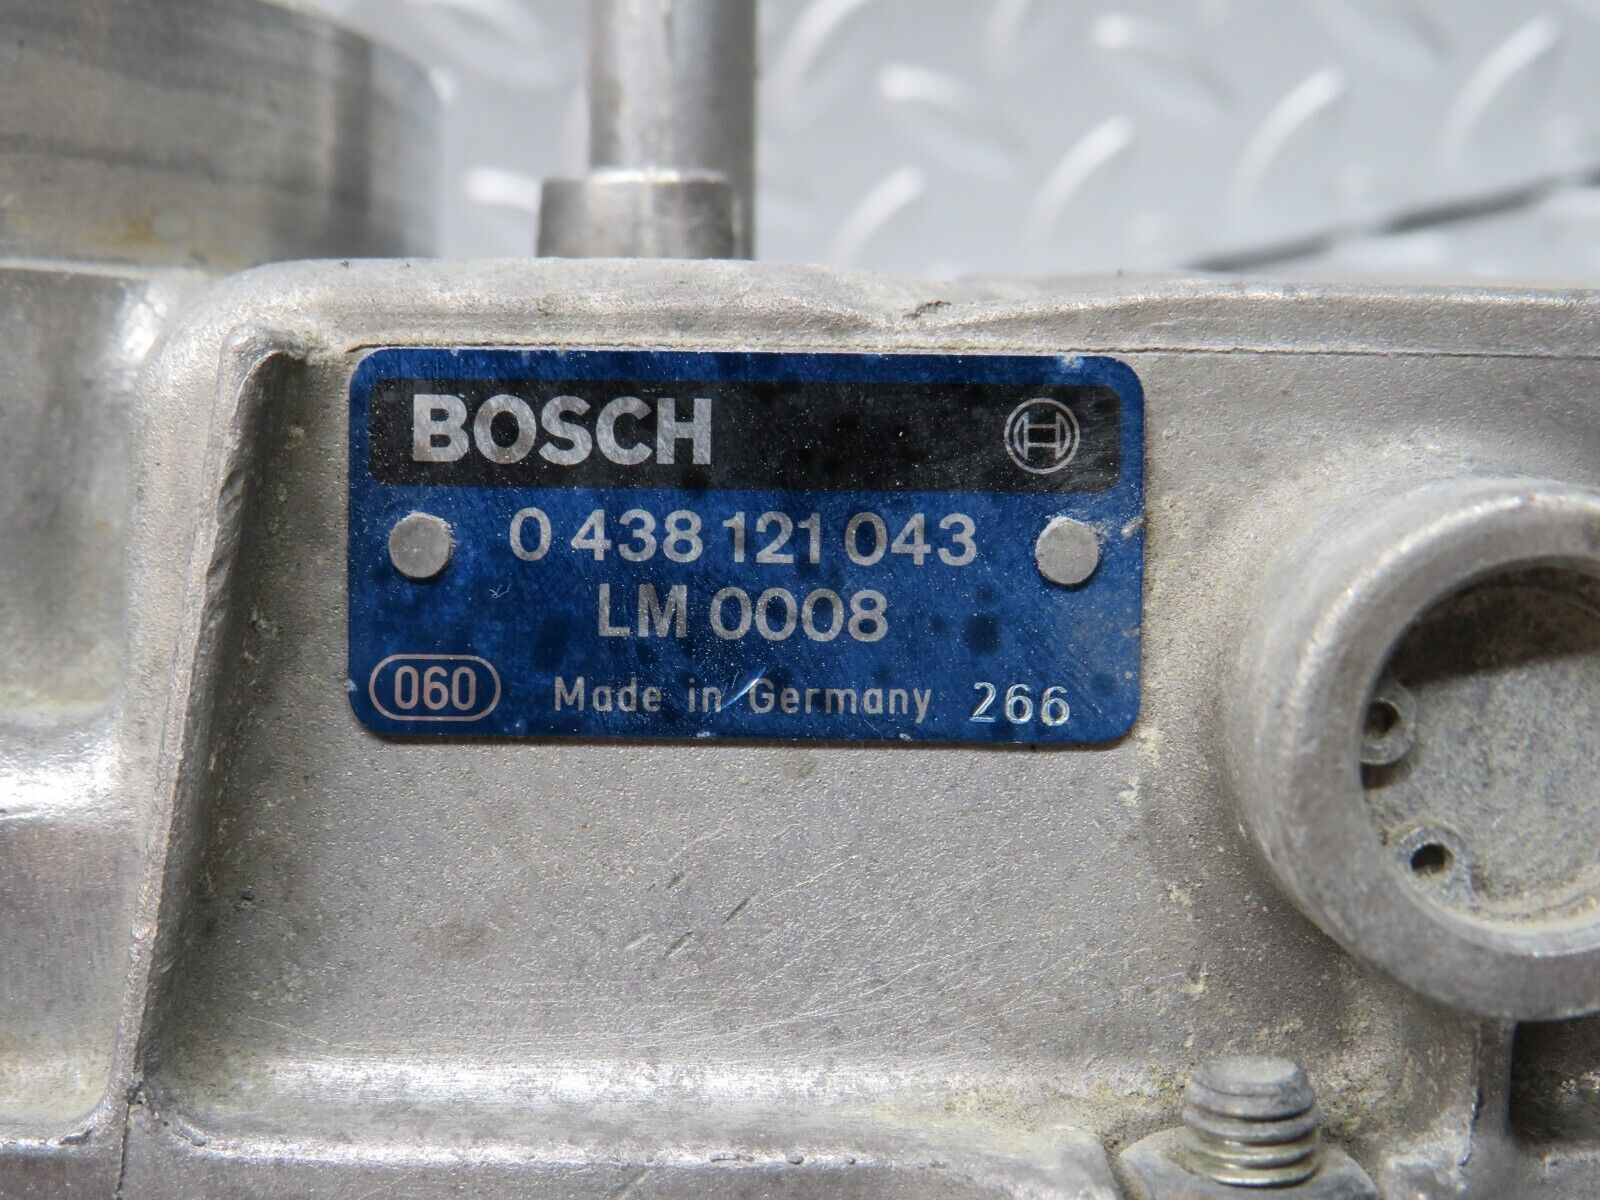 BOSCH
0 438 121 043
LM 0008
060 Made in Germany 266